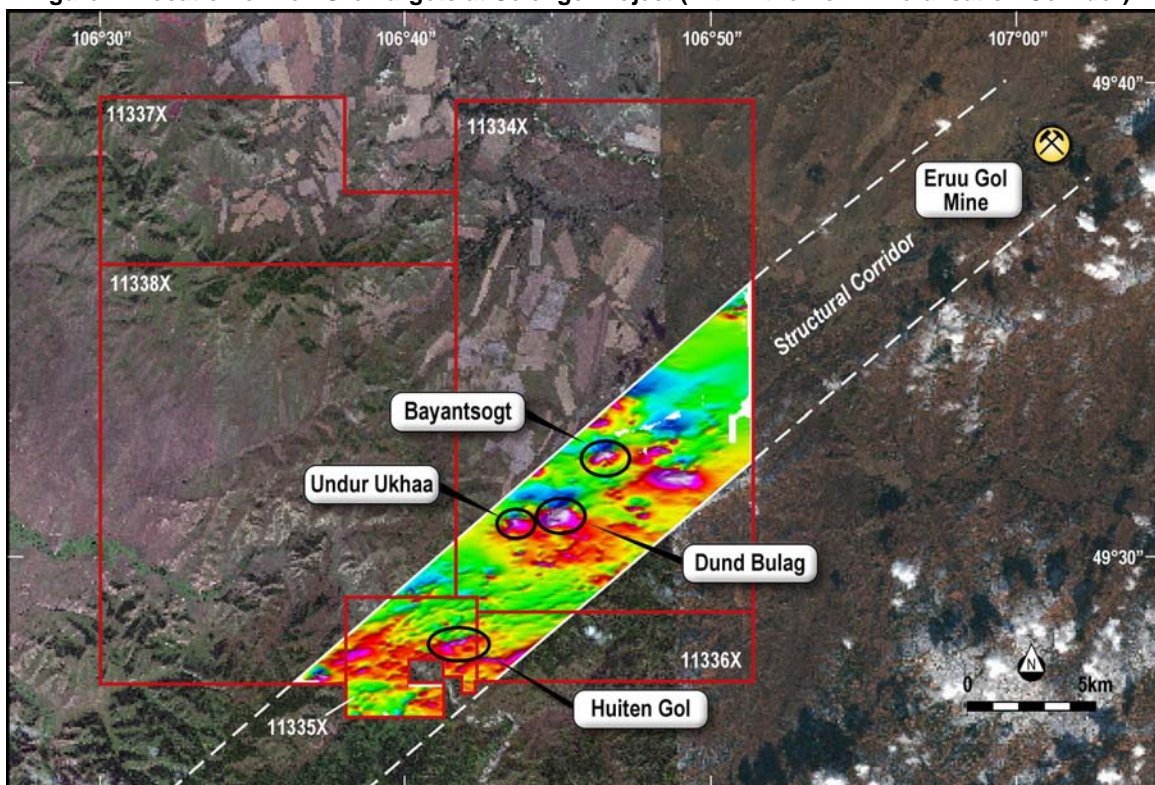 106°30”
106°40”
106°50”
107°00”
49°40”
11337X
11334X
Eruu Gol
Mine
11338X
Structural Corridor
Bayantsogt
Undur Ukhaa
Dund Bulag
49°30”
11336X
N
0 5km
Huiten Gol
11335X